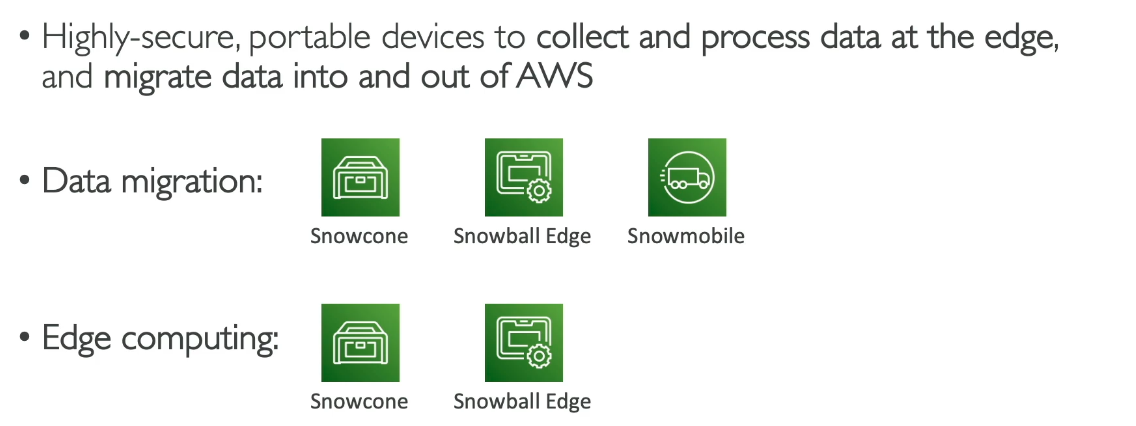 • Highly-secure, portable devices to collect and process data at the edge,
and migrate data into and out of AWS
• Data migration:
Snowcone
Snowball Edge
Snowmobile
• Edge computing:
Snowcone
Snowball Edge